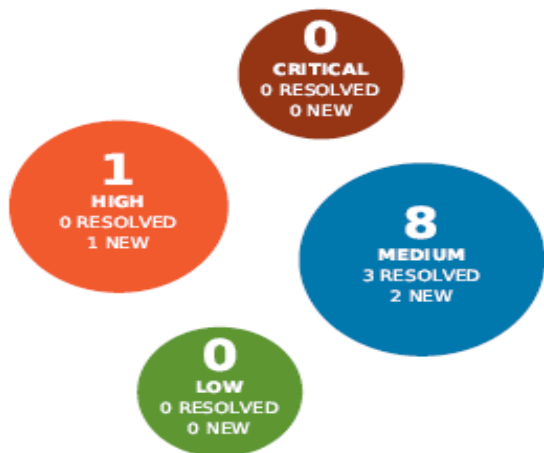 0
CRITICAL
0 RESOLVED
0 NEW
1
HIGH
0 RESOLVED
1 NEW
8
MEDIUM
3 RESOLVED
2 NEW
0
LOW
0 RESOLVED
0 NEW